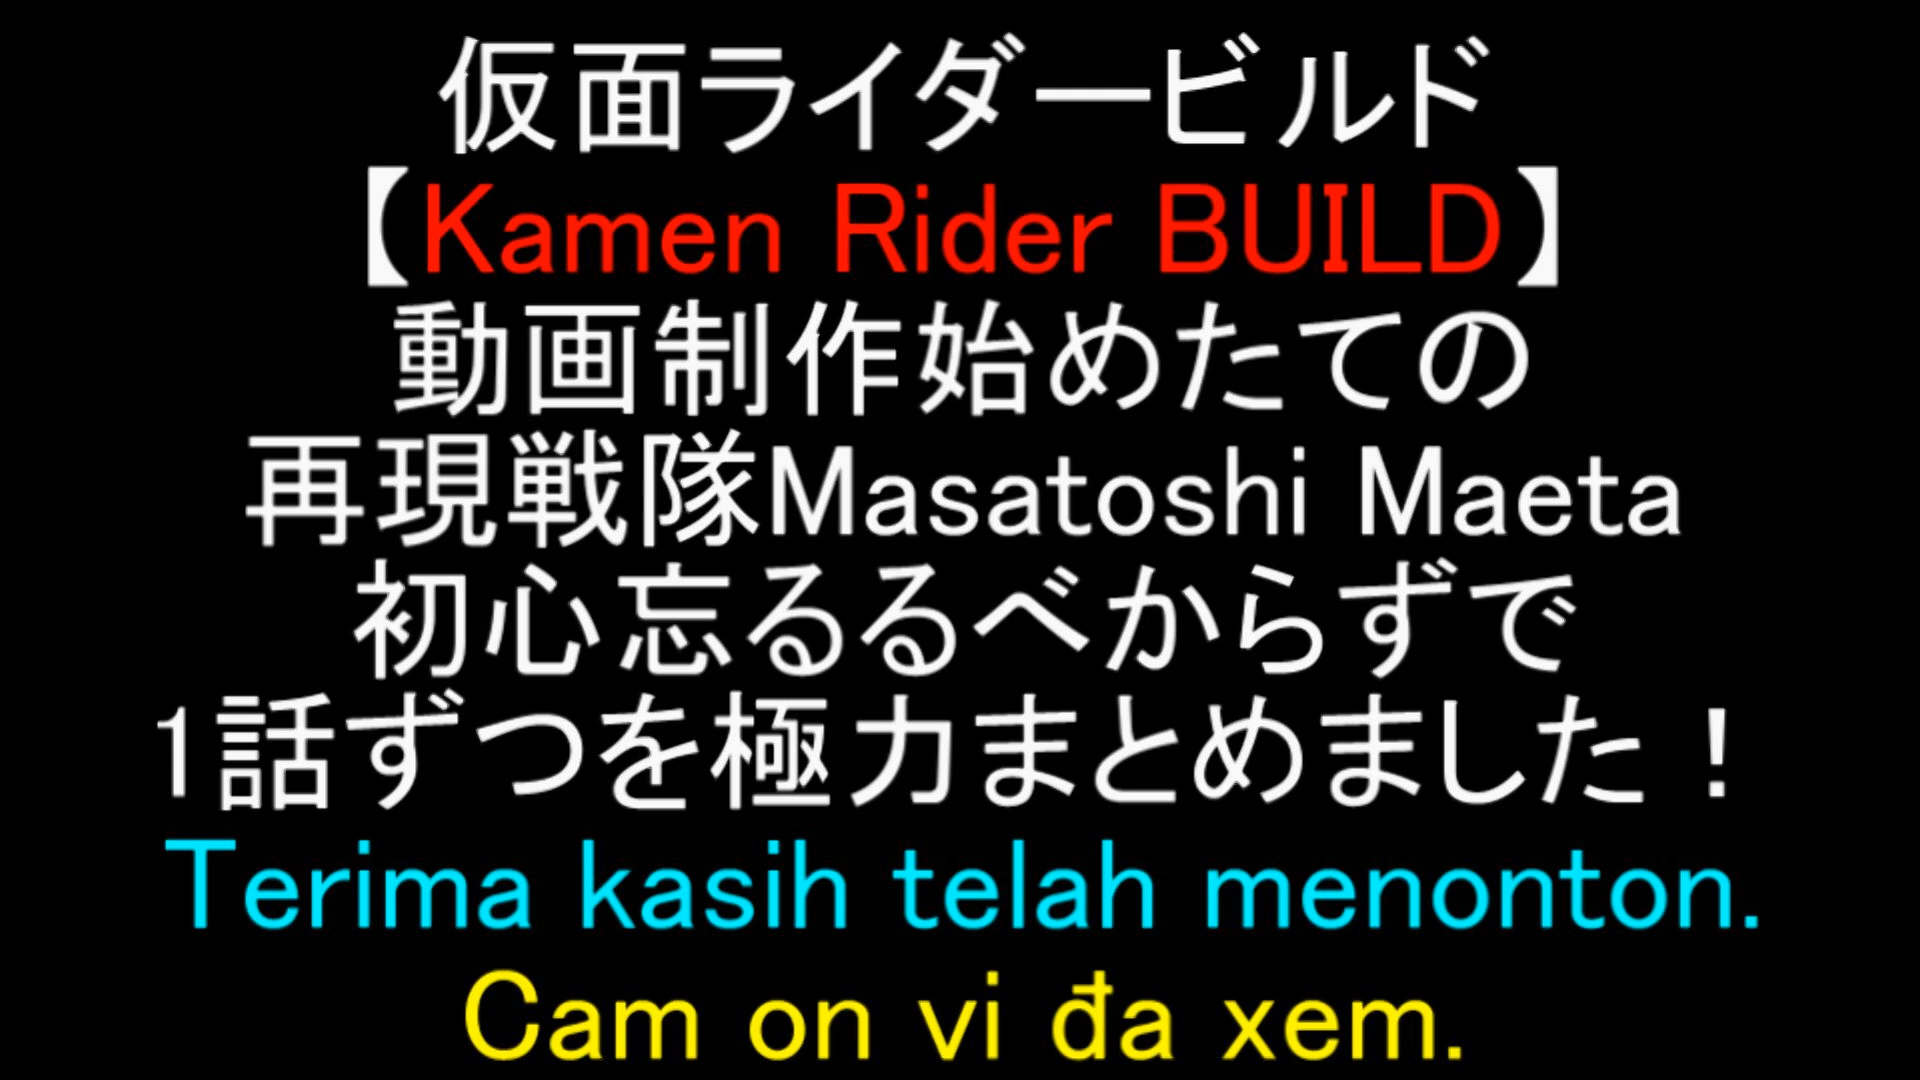 仮面ライダービルド
【Kamen Rider BUILD】
動画制作始めたての
再現戦隊Masatoshi Maeta
初心忘るるべからずで
1話ずつを極力まとめました！
Terima kasih telah menonton.
Cam on vi đa xem.